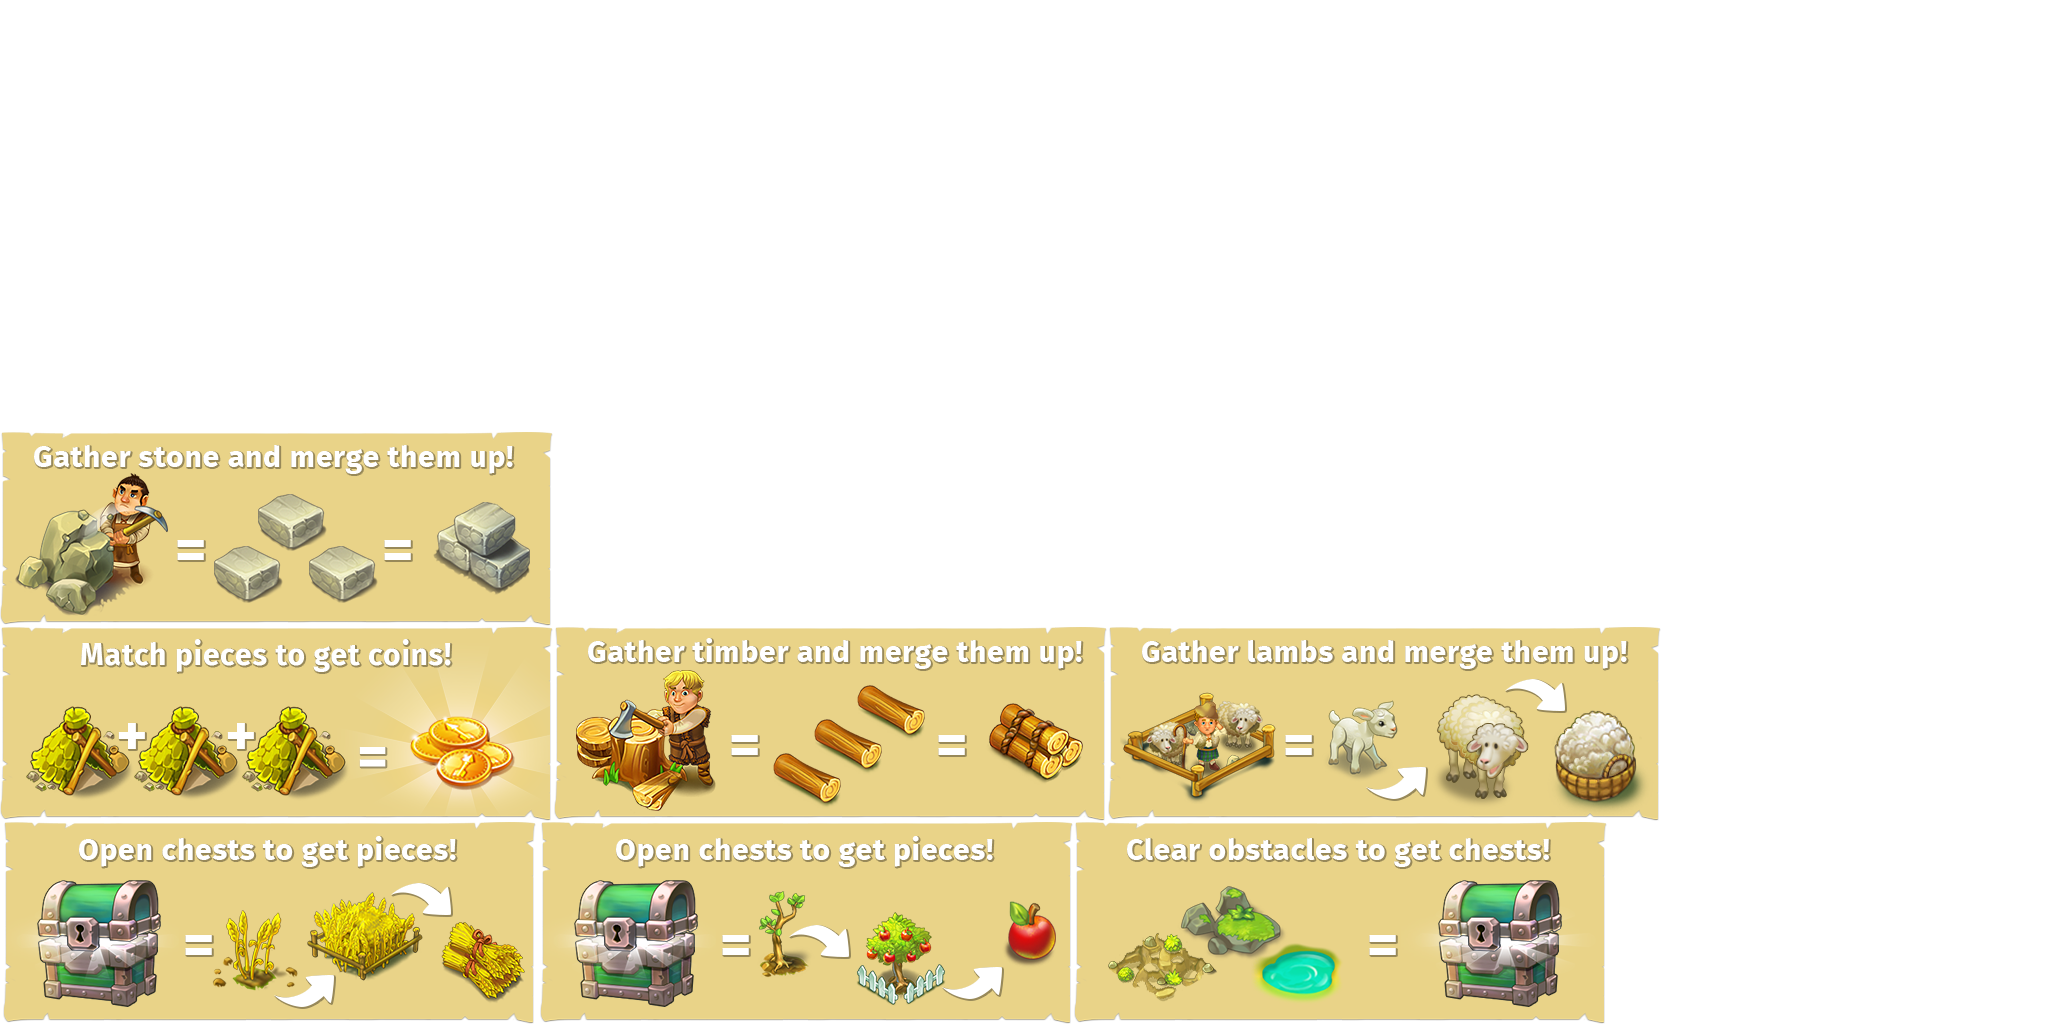 Gather stone and merge them up!
Match pieces to get coins!
Gather timber and merge them up!
Gather lambs and merge them up!
Open chests to get pieces!
Open chests to get pieces!
Clear obstacles to get chests!